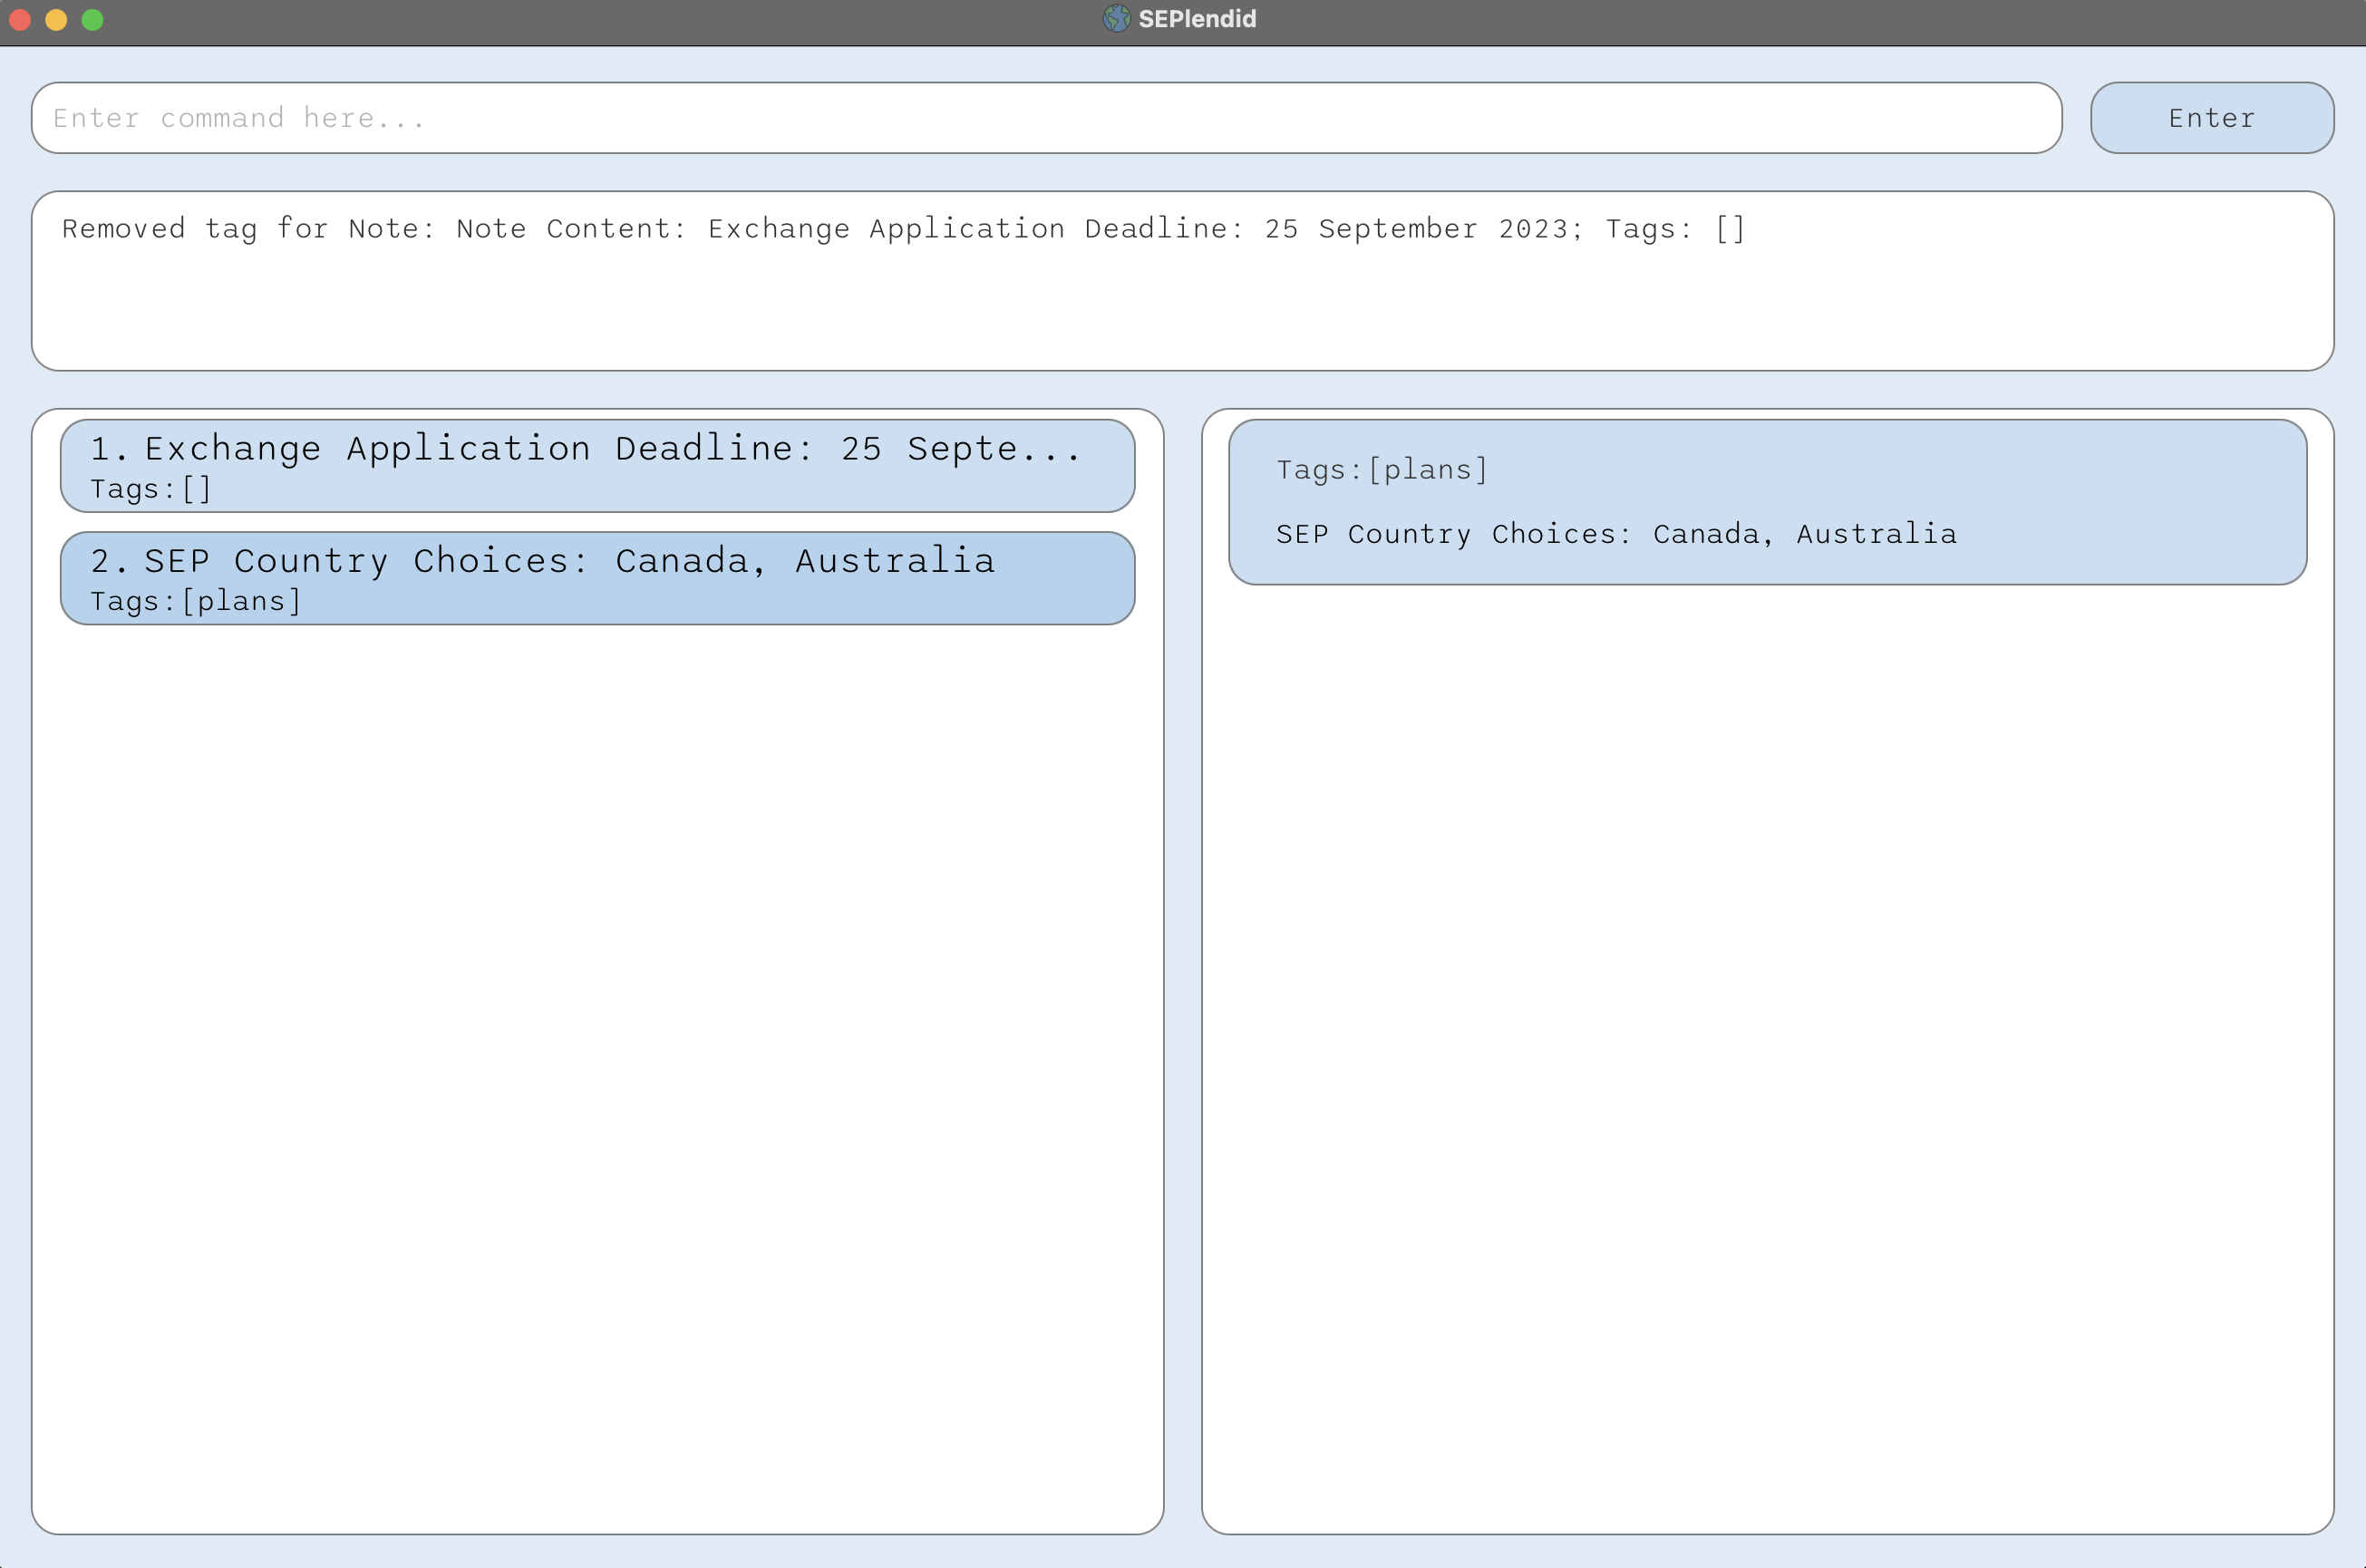 SEPlendid
Enter command here...
Enter
Removed tag for Note: Note Content: Exchange Application Deadline: 25 September 2023; Tags: []
1. Exchange Application Deadline: 25 Septe...
Tags:[]
2. SEP Country Choices: Canada, Australia
Tags:[plans]
Tags:[plans]
SEP Country Choices: Canada, Australia